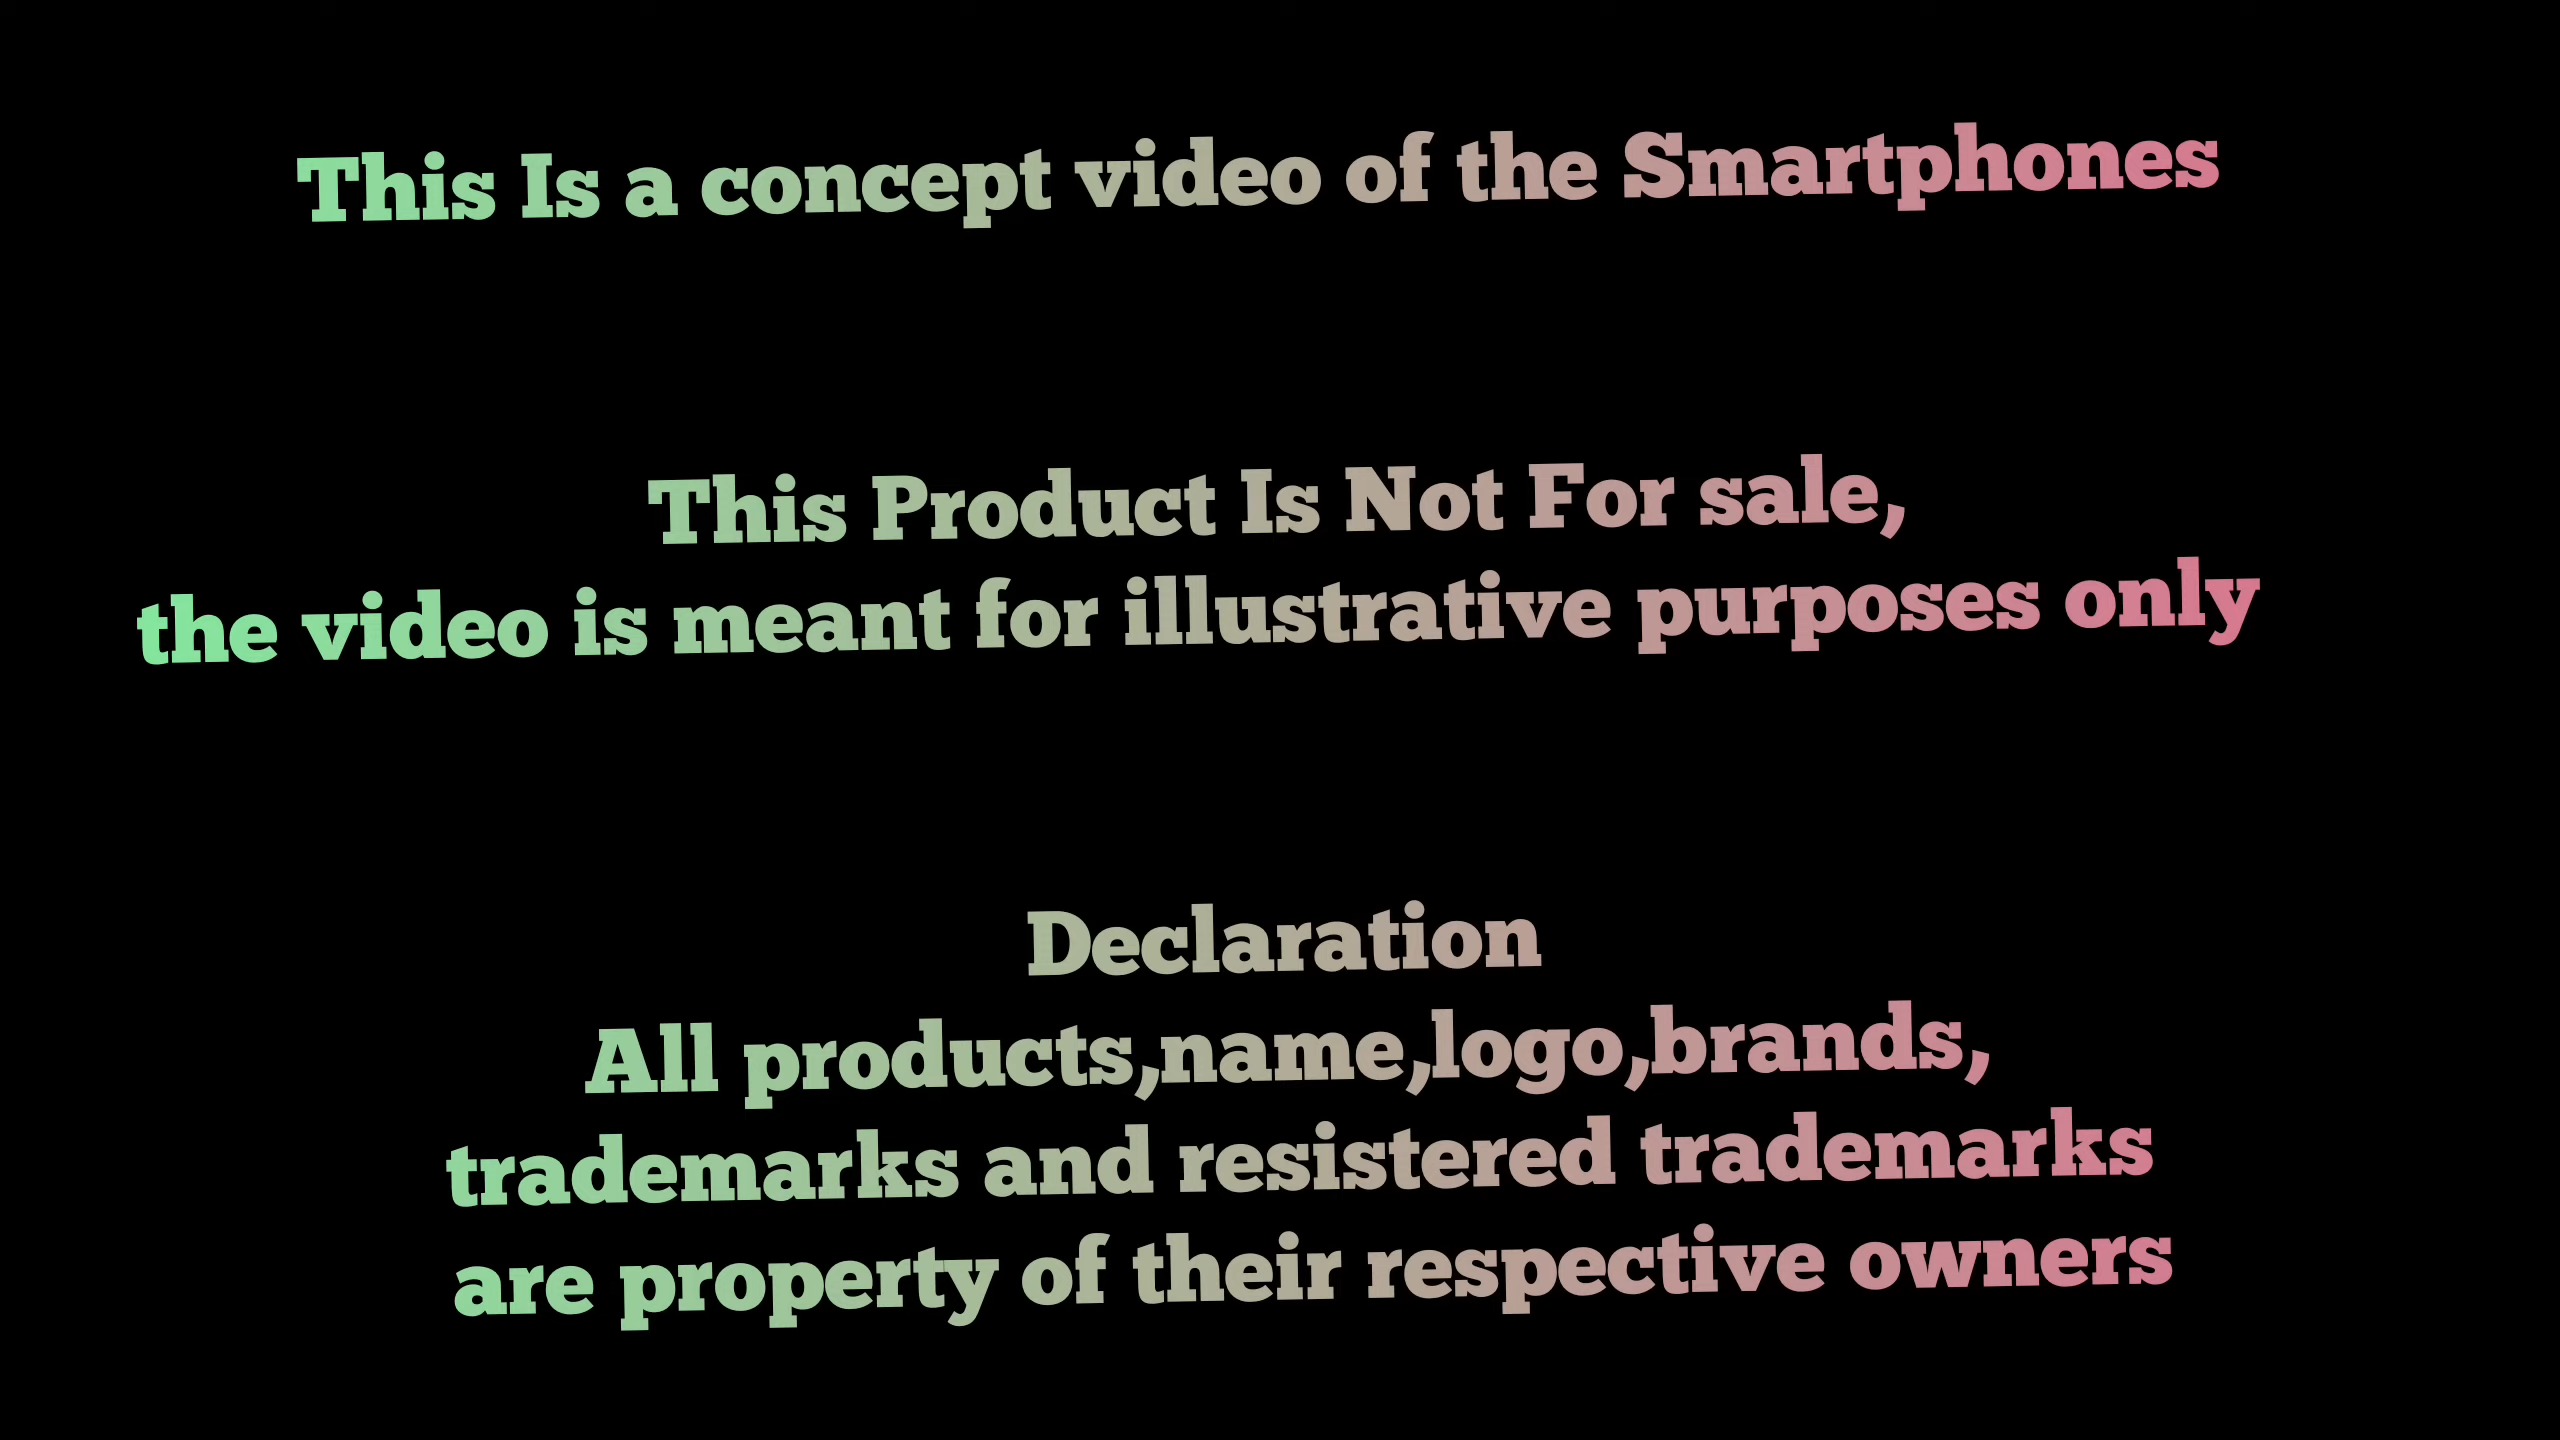 This Is a concept video of the Smartphones
This Product Is Not For sale,
the video is meant for illustrative purposes only
Declaration
All products,name,logo,brands,
trademarks and resistered trademarks
are property of their respective owners